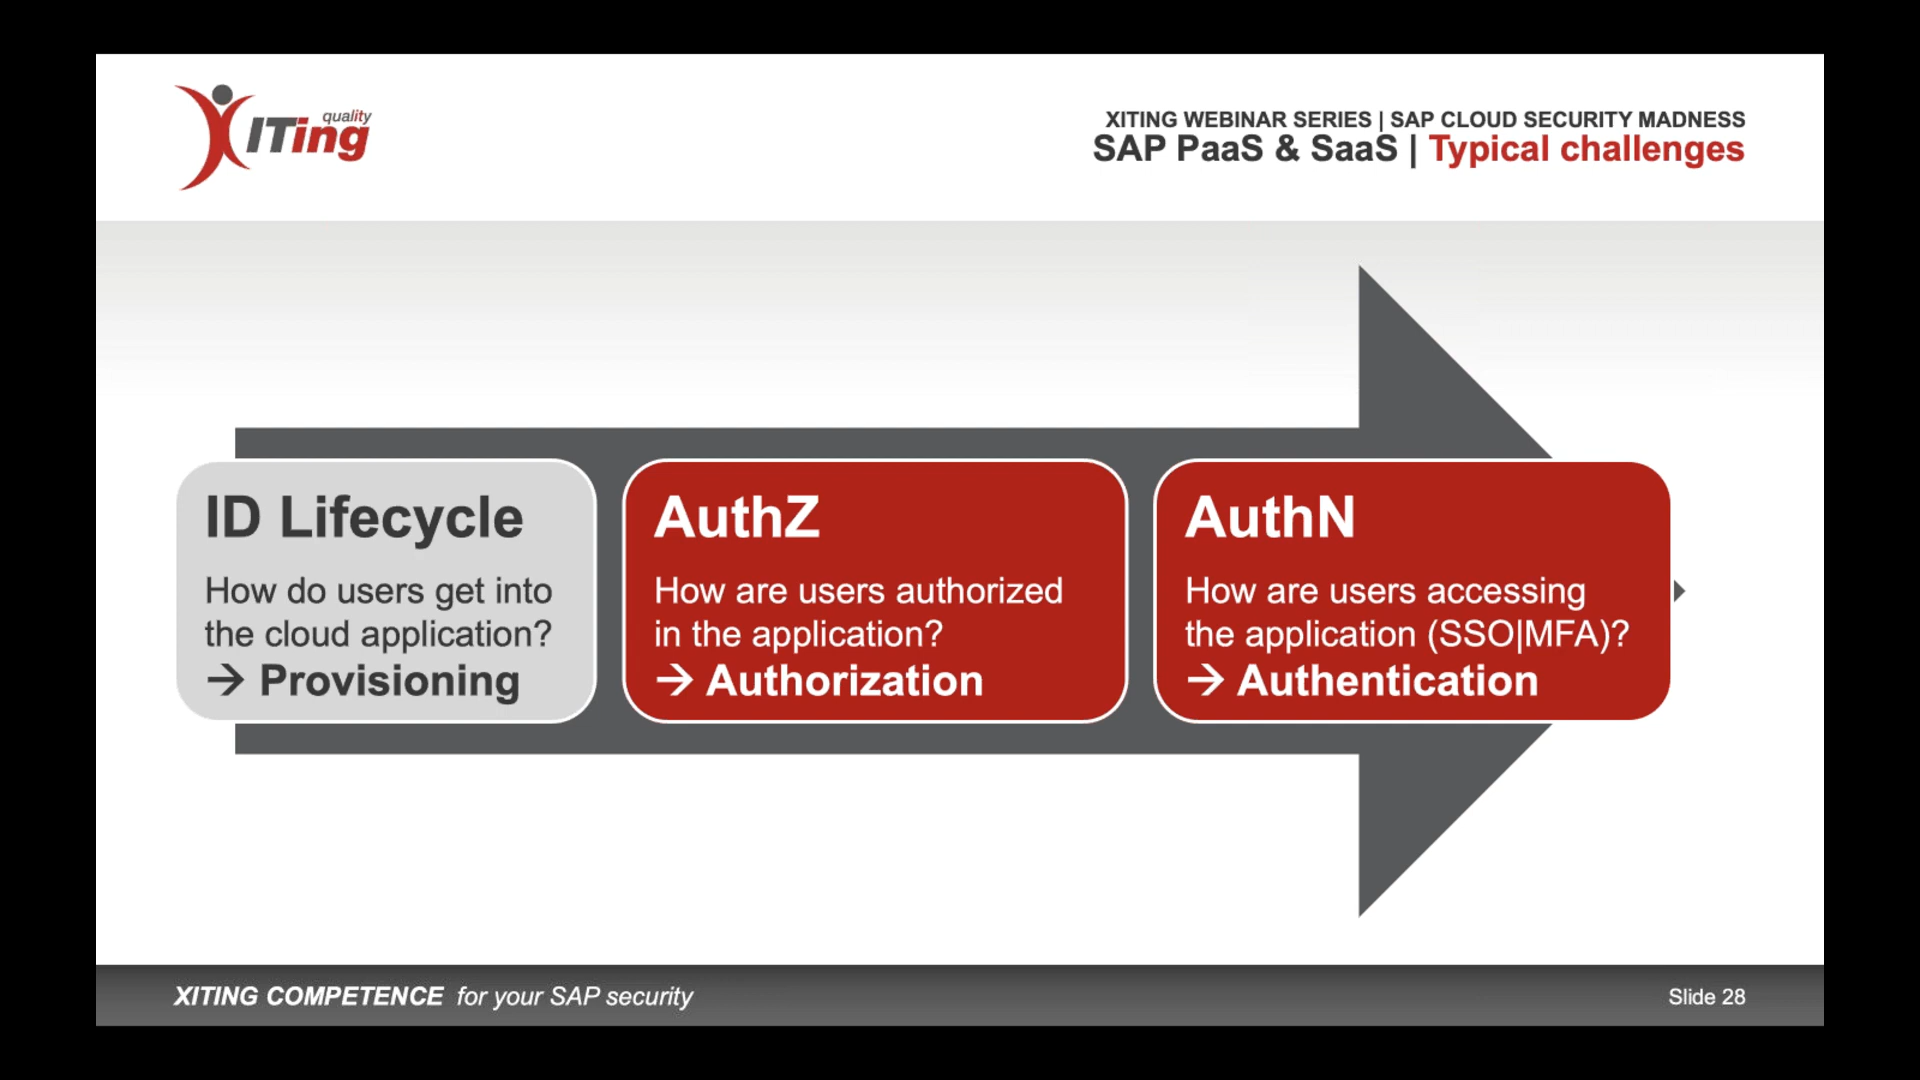 quality
XITing
XITING WEBINAR SERIES | SAP CLOUD SECURITY MADNESS
SAP PaaS & SaaS | Typical challenges
ID Lifecycle
How do users get into
the cloud application?
→ Provisioning
AuthZ
How are users authorized
in the application?
→ Authorization
AuthN
How are users accessing
the application (SSO|MFA)?
→ Authentication
XITING COMPETENCE for your SAP security
Slide 28